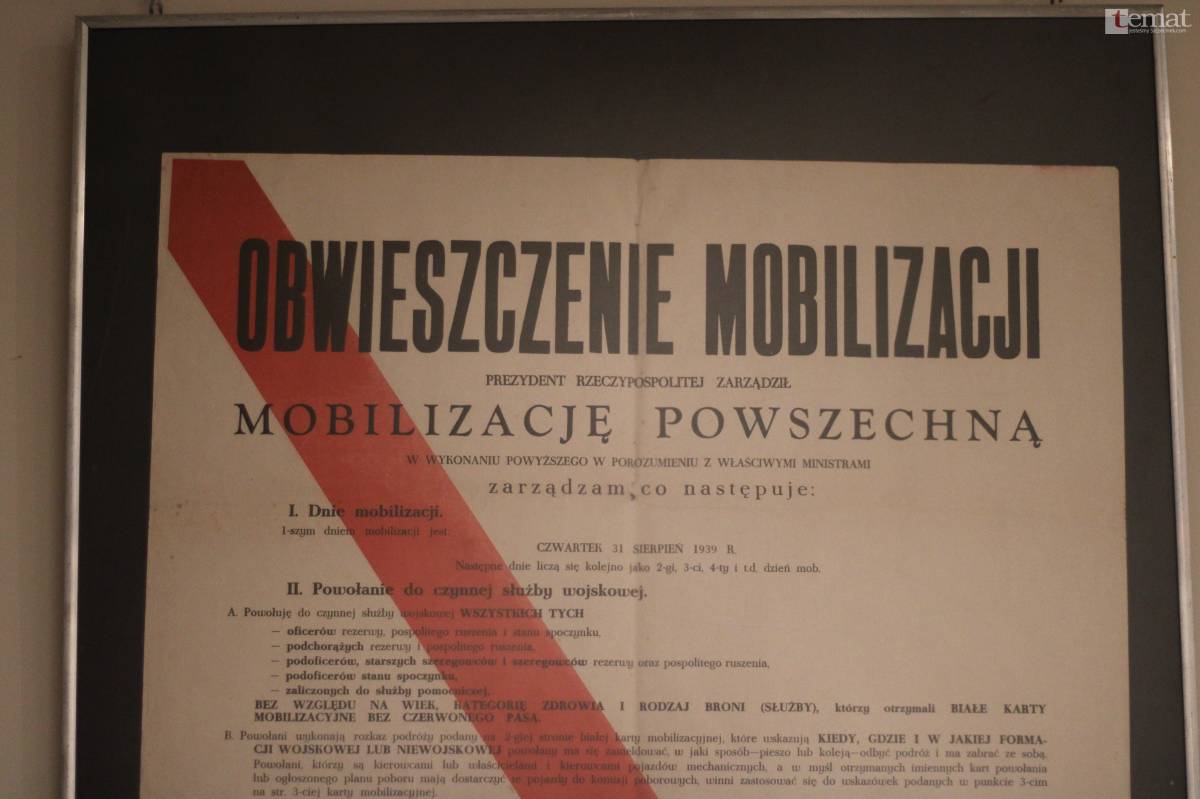 temat
jesteśmy Szczecinek.com
OBWIESZCZENIE MOBILIZACJI
PREZYDENT RZECZYPOSPOLITEJ ZARZĄDZIŁ
MOBILIZACJĘ POWSZECHNĄ
W WYKONANIU POWYŻSZEGO W POROZUMIENIU Z WŁAŚCIWYMI MINISTRAMI
zarządzam, co następuje:
I. Dnie mobilizacji.
1-szym dniem mobilizacji jest:
CZWARTEK 31 SIERPIEŃ 1939 R.
Następne dnie liczą się kolejno jako 2-gi, 3-ci, 4-ty i t.d. dzień mob.
II. Powołanie do czynnej służby wojskowej.
A. Powołuję do czynnej służby wojskowej WSZYSTKICH TYCH
— oficerów rezerwy, pospolitego ruszenia i stanu spoczynku,
— podchorążych rezerwy i pospolitego ruszenia,
— podoficerów, starszych szeregowców i szeregowców rezerwy oraz pospolitego ruszenia,
— podoficerów stanu spoczynku,
— zaliczonych do służby pomocniczej,
BEZ WZGLĘDU NA WIEK, KATEGORIĘ ZDROWIA I RODZAJ BRONI (SŁUŻBY), którzy otrzymali BIAŁE KARTY
MOBILIZACYJNE BEZ CZERWONEGO PASA.
B. Powołani wykonają rozkaz podróży podany na 2-giej stronie białej karty mobilizacyjnej, które wskazują KIEDY, GDZIE I W JAKIEJ FORMA-
CJI WOJSKOWEJ LUB NIEWOJSKOWEJ powołany ma się zameldować, w jaki sposób—pieszo lub koleją—odbyć podróż i ma zabrać ze sobą.
Powołani, którzy są kierowcami lub właścicielami i kierowcami pojazdów mechanicznych, a w myśl otrzymanych imiennych kart powołania
lub ogłoszonego planu poboru mają dostarczyć te pojazdy do komisji poborowych, winni zastosować się do wskazówek podanych w punkcie 3-cim
na str. 3-ciej karty mobilizacyjnej.